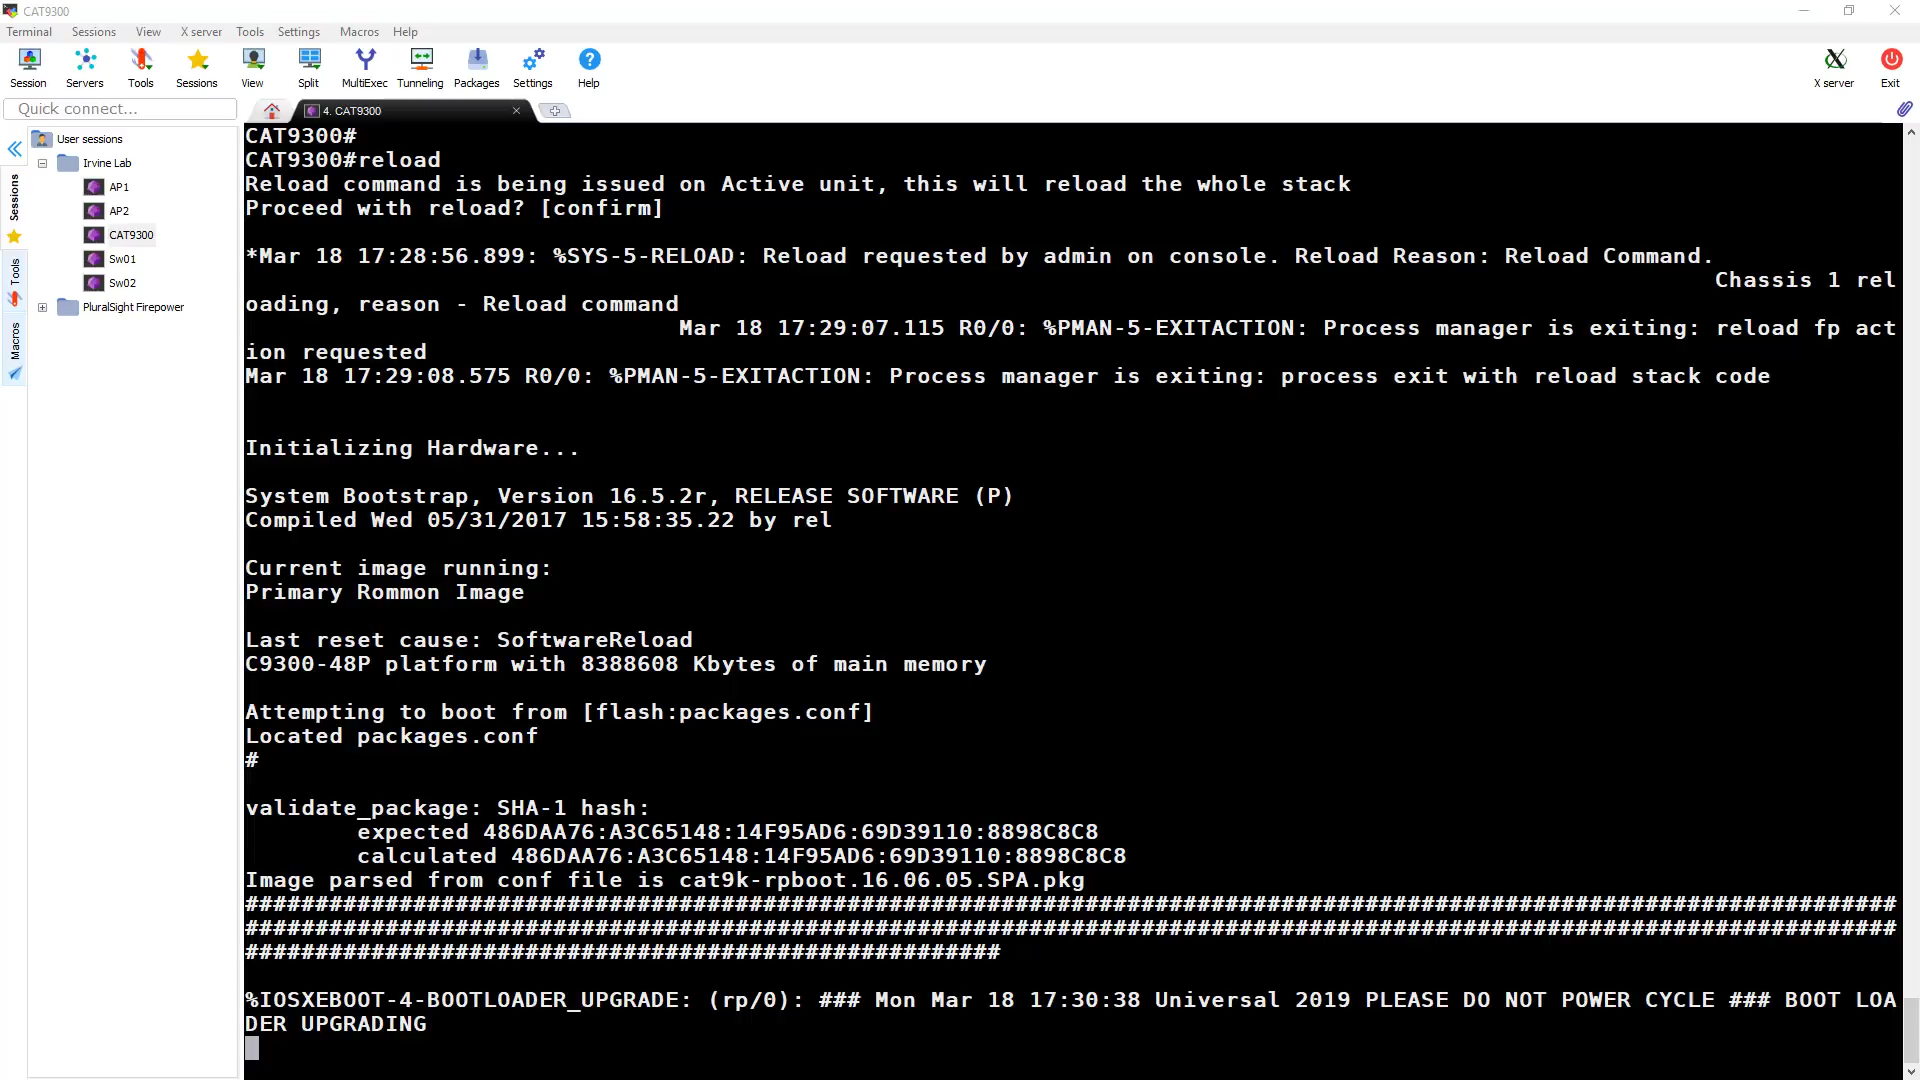 CAT9300
Terminal Sessions View X server Tools Settings Macros Help
Session Servers Tools Sessions View Split MultiExec Tunneling Packages Settings Help X server Exit
Quick connect...
4. CAT9300
User sessions
Irvine Lab
AP1
AP2
CAT9300
Sw01
Sw02
PluralSight Firepower
Sessions
Tools
Macros
CAT9300#
CAT9300#reload
Reload command is being issued on Active unit, this will reload the whole stack
Proceed with reload? [confirm]
*Mar 18 17:28:56.899: %SYS-5-RELOAD: Reload requested by admin on console. Reload Reason: Reload Command.
Chassis 1 rel
oading, reason - Reload command
Mar 18 17:29:07.115 R0/0: %PMAN-5-EXITACTION: Process manager is exiting: reload fp act
ion requested
Mar 18 17:29:08.575 R0/0: %PMAN-5-EXITACTION: Process manager is exiting: process exit with reload stack code
Initializing Hardware...
System Bootstrap, Version 16.5.2r, RELEASE SOFTWARE (P)
Compiled Wed 05/31/2017 15:58:35.22 by rel
Current image running:
Primary Rommon Image
Last reset cause: SoftwareReload
C9300-48P platform with 8388608 Kbytes of main memory
Attempting to boot from [flash:packages.conf]
Located packages.conf
#
validate_package: SHA-1 hash:
expected 486DAA76:A3C65148:14F95AD6:69D39110:8898C8C8
calculated 486DAA76:A3C65148:14F95AD6:69D39110:8898C8C8
Image parsed from conf file is cat9k-rpboot.16.06.05.SPA.pkg
######################################################################################################################
######################################################################################################################
######################################################
%IOSXEBOOT-4-BOOTLOADER_UPGRADE: (rp/0): ### Mon Mar 18 17:30:38 Universal 2019 PLEASE DO NOT POWER CYCLE ### BOOT LOA
DER UPGRADING